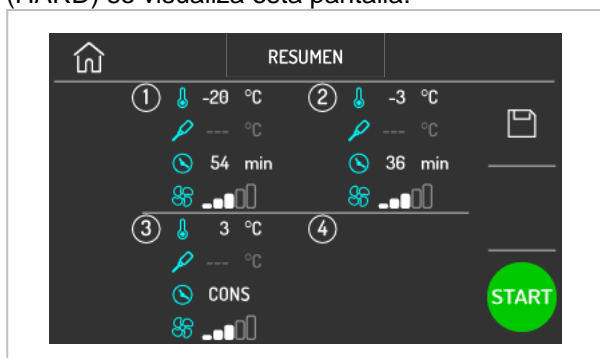 (HARD) se visualiza esta pantalla:
RESUMEN
1 -20 °C
--- °C
54 min
2 -3 °C
--- °C
36 min
3 3 °C
--- °C
CONS
4
START